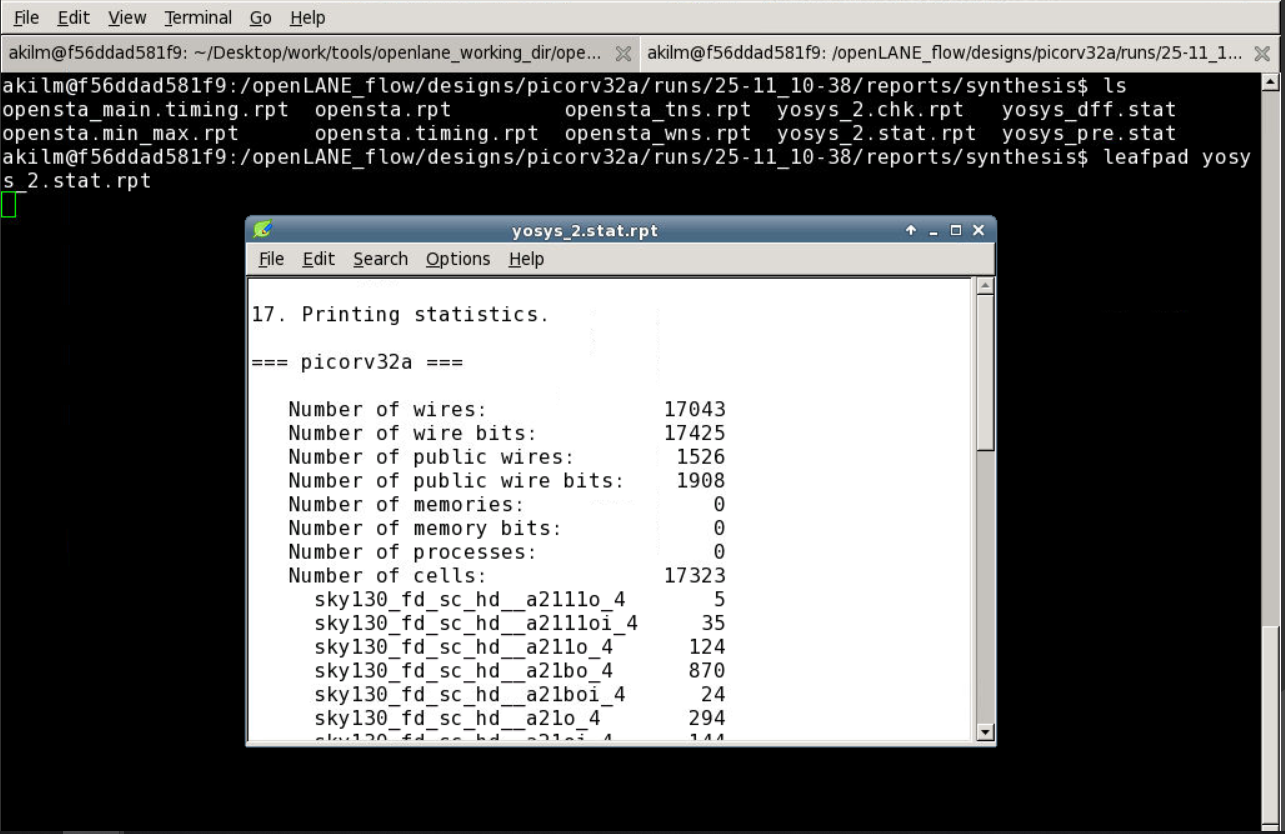 File Edit View Terminal Go Help
akilm@f56ddad581f9: ~/Desktop/work/tools/openlane_working_dir/ope... akilm@f56ddad581f9: /openLANE_flow/designs/picorv32a/runs/25-11_1...
akilm@f56ddad581f9:/openLANE_flow/designs/picorv32a/runs/25-11_10-38/reports/synthesis$ ls
opensta_main.timing.rpt opensta.rpt opensta_tns.rpt yosys_2.chk.rpt yosys_dff.stat
opensta.min_max.rpt opensta.timing.rpt opensta_wns.rpt yosys_2.stat.rpt yosys_pre.stat
akilm@f56ddad581f9:/openLANE_flow/designs/picorv32a/runs/25-11_10-38/reports/synthesis$ leafpad yosy
s_2.stat.rpt
yosys_2.stat.rpt
File Edit Search Options Help
17. Printing statistics.
=== picorv32a ===
Number of wires: 17043
Number of wire bits: 17425
Number of public wires: 1526
Number of public wire bits: 1908
Number of memories: 0
Number of memory bits: 0
Number of processes: 0
Number of cells: 17323
sky130_fd_sc_hd__a2111o_4 5
sky130_fd_sc_hd__a2111oi_4 35
sky130_fd_sc_hd__a211o_4 124
sky130_fd_sc_hd__a21bo_4 870
sky130_fd_sc_hd__a21boi_4 24
sky130_fd_sc_hd__a21o_4 294
sky130_fd_sc_hd__a21oi_4 144